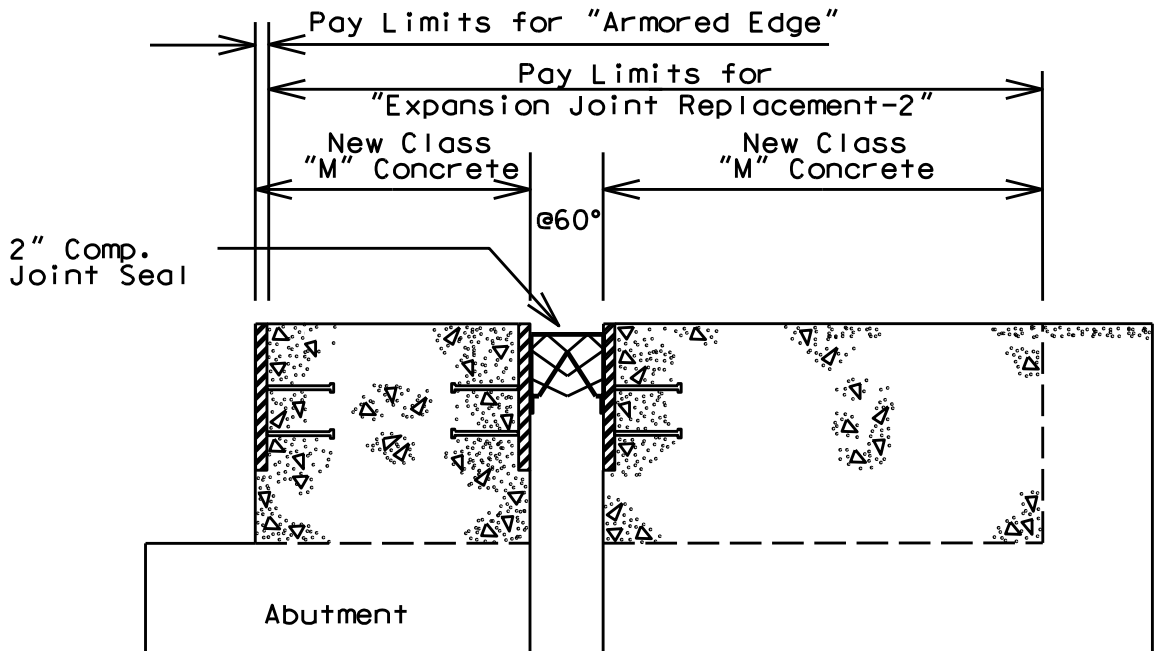 Pay Limits for "Armored Edge"
Pay Limits for
"Expansion Joint Replacement-2"
New Class
"M" Concrete
New Class
"M" Concrete
@60°
2" Comp.
Joint Seal
Abutment